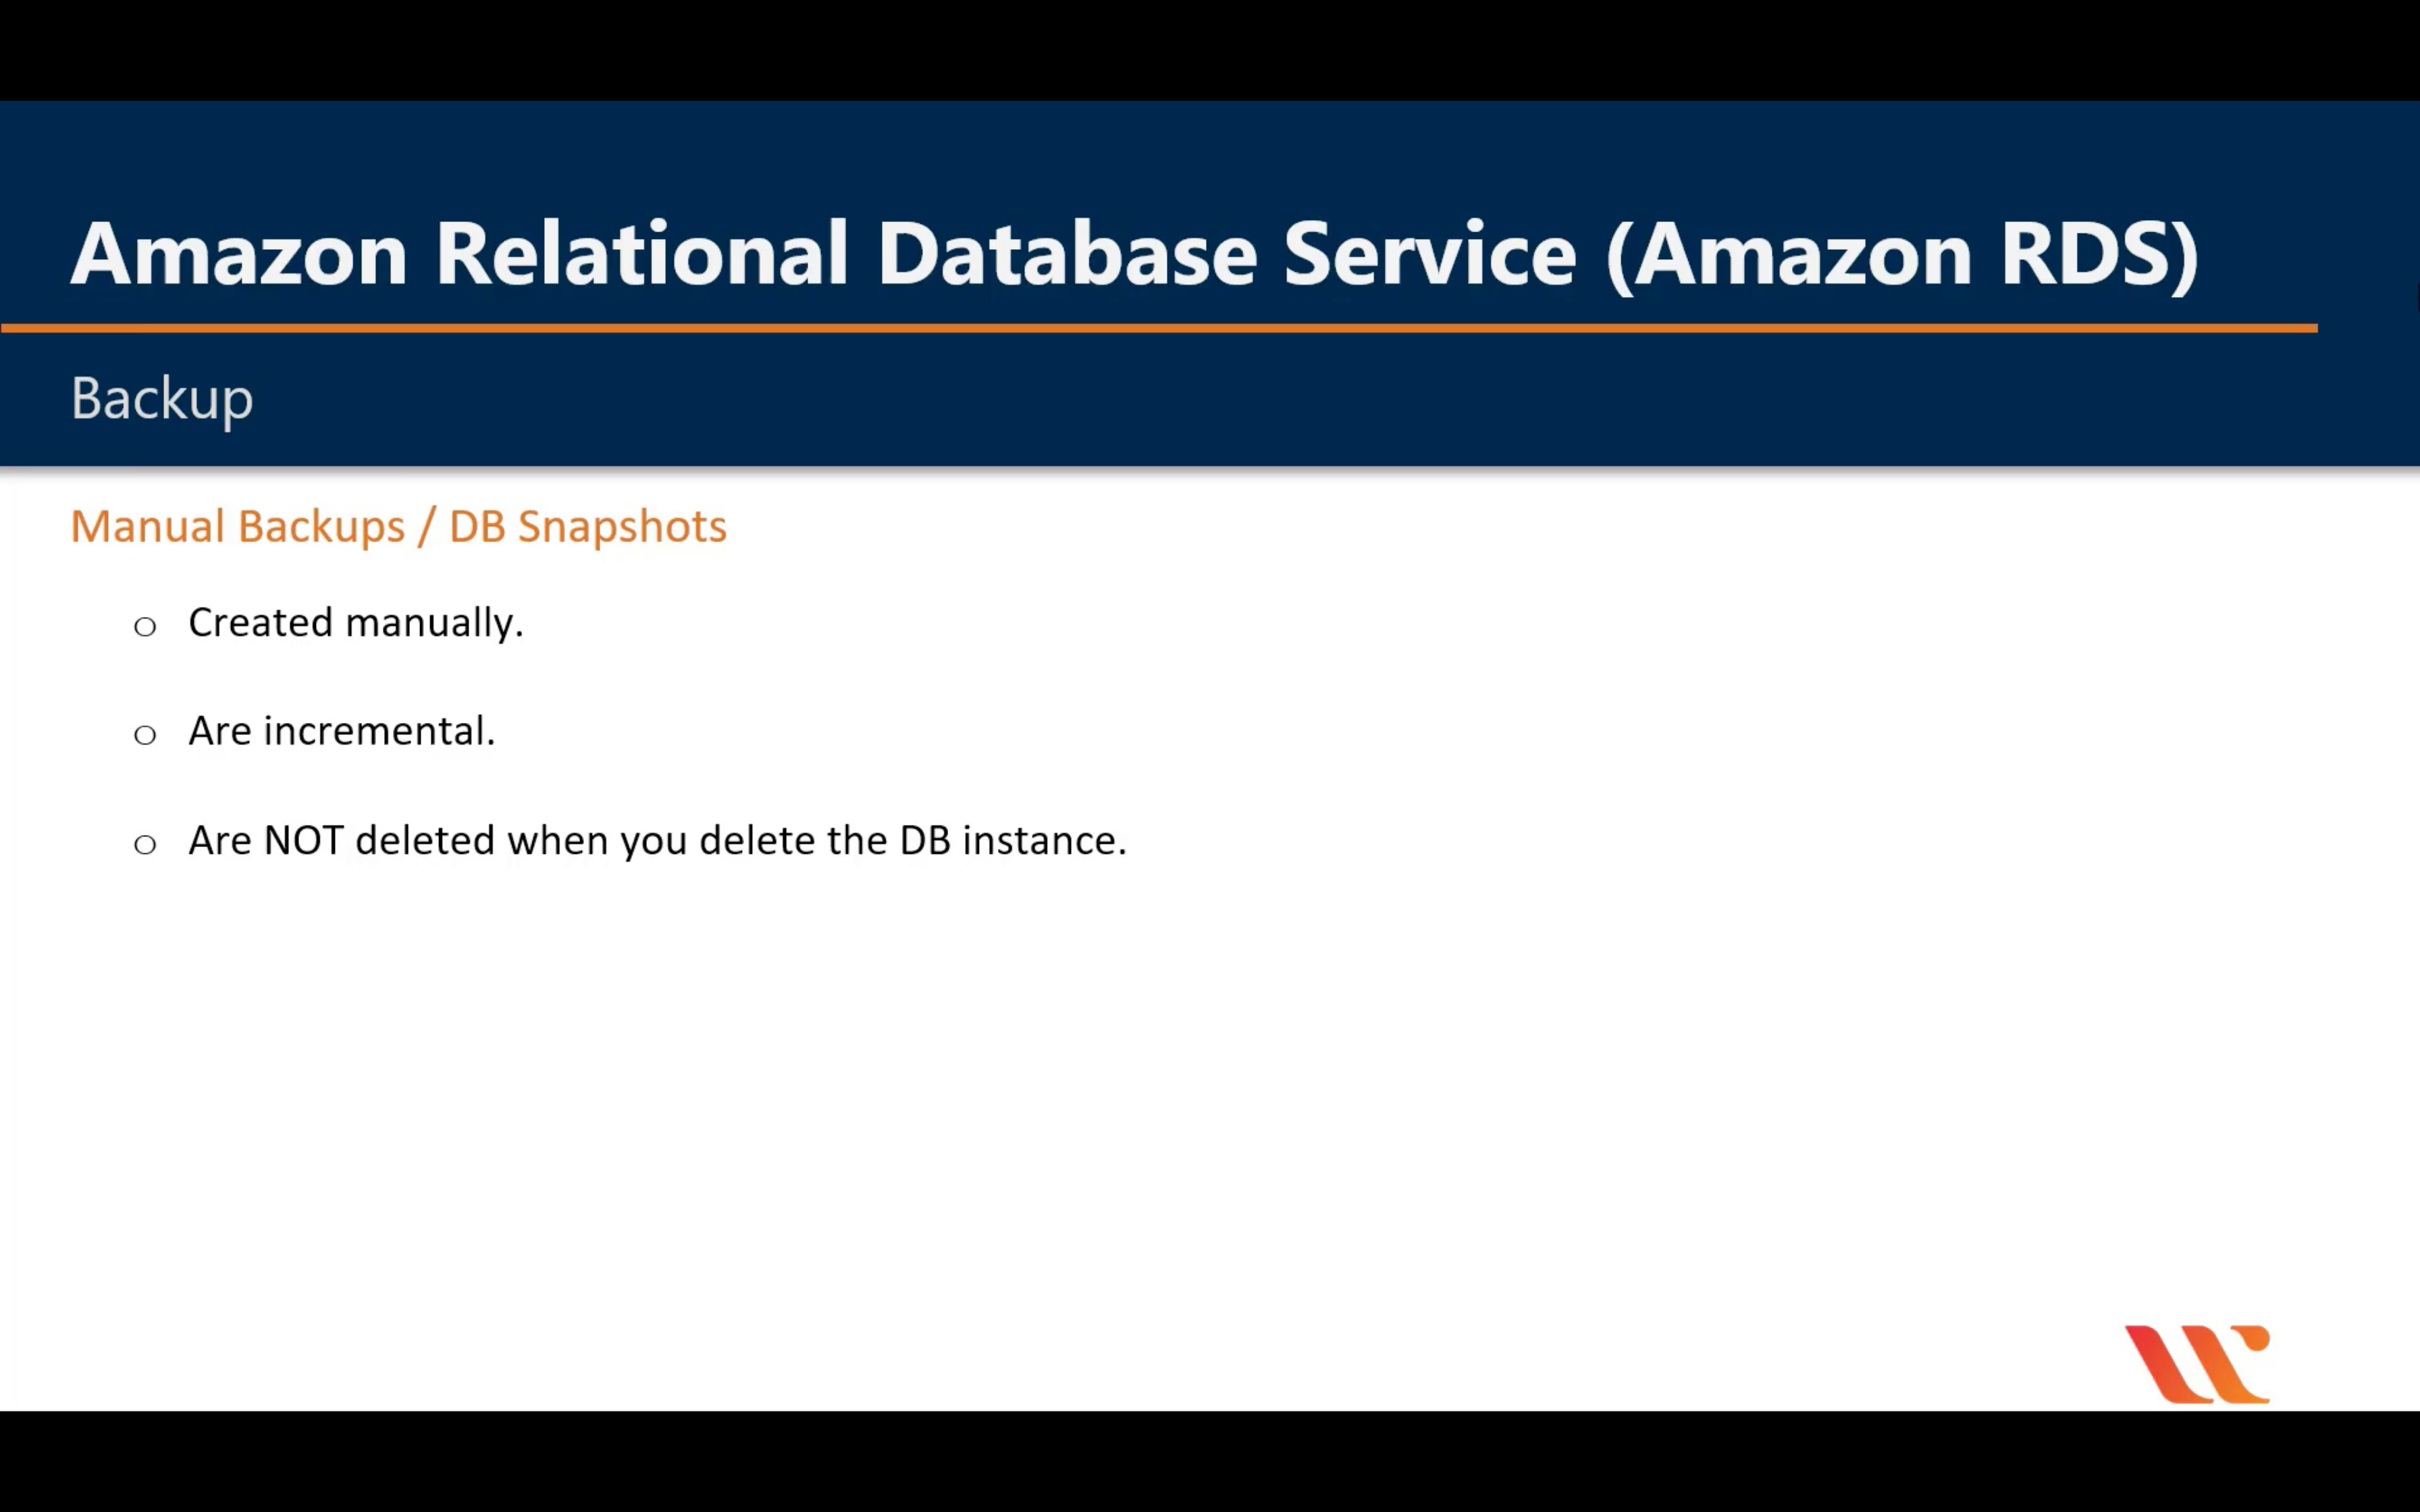 Amazon Relational Database Service (Amazon RDS)
Backup
Manual Backups / DB Snapshots
o Created manually.
o Are incremental.
o Are NOT deleted when you delete the DB instance.